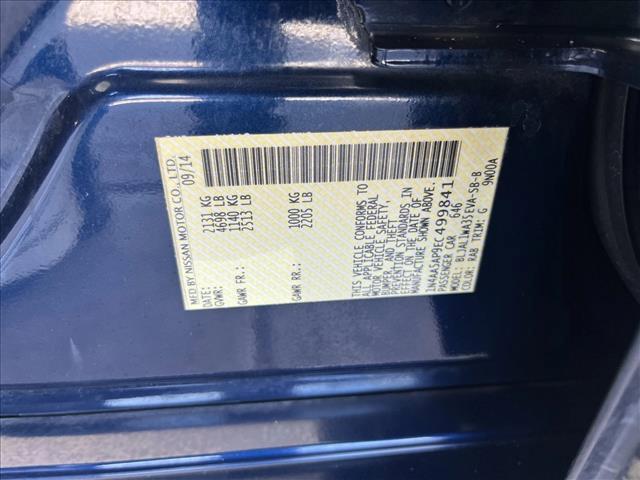 MFD BY NISSAN MOTOR CO., LTD.
DATE: 09/14
GVWR: 2131 KG
4698 LB
GAWR FR.: 1140 KG
2513 LB
GAWR RR.: 1000 KG
2205 LB
THIS VEHICLE CONFORMS TO
ALL APPLICABLE FEDERAL
MOTOR VEHICLE SAFETY,
BUMPER, AND THEFT
PREVENTION STANDARDS IN
EFFECT ON THE DATE OF
MANUFACTURE SHOWN ABOVE.
1N4AA5AP9EC499841
PASSENGER CAR 646
COLOR: RAB TRIM: G
EVA-SB-B
9N00A